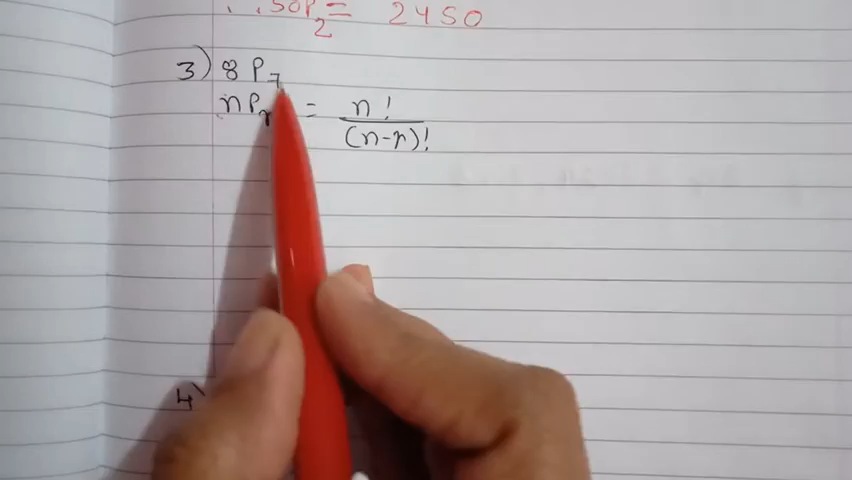 ∴ 50P₂ = 2450
3) 8P₇
nPᵣ = n! / (n-r)!
4)